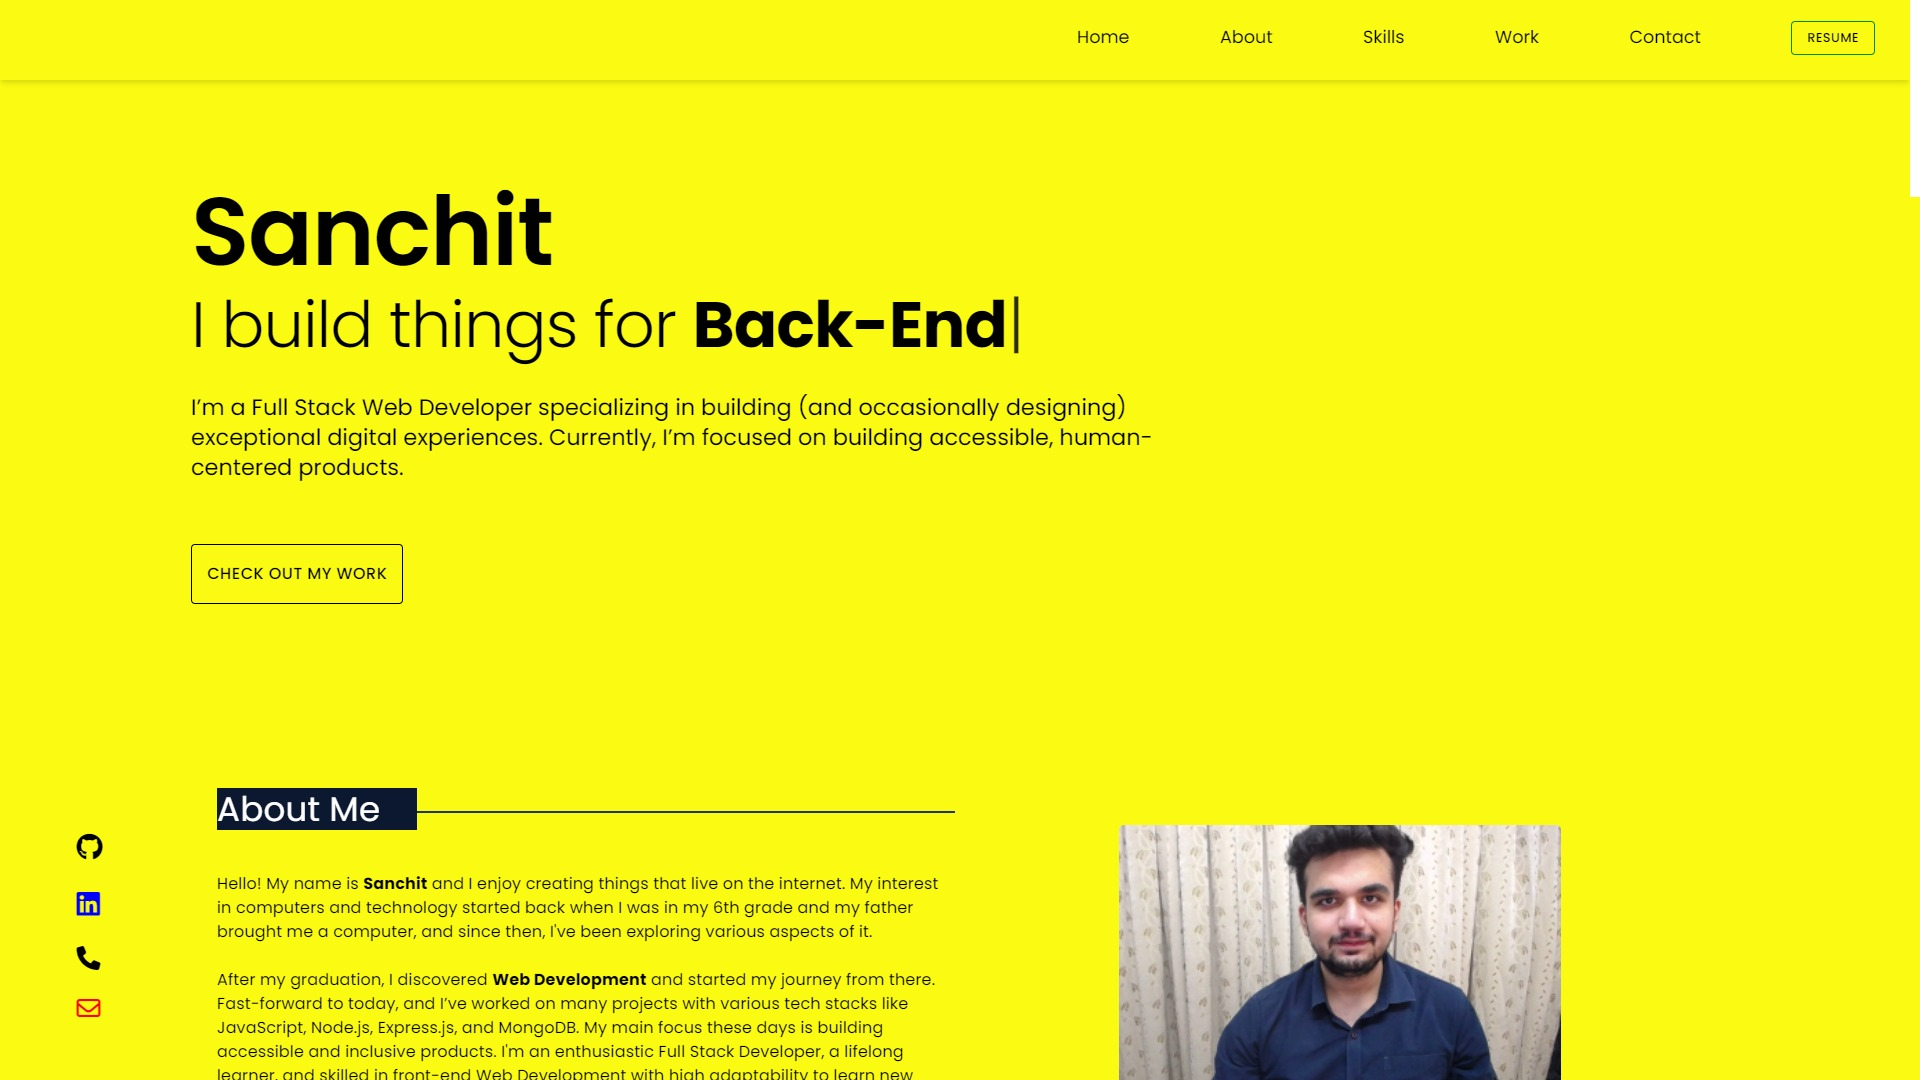 Home About Skills Work Contact RESUME
Sanchit
I build things for Back-End|
I’m a Full Stack Web Developer specializing in building (and occasionally designing)
exceptional digital experiences. Currently, I’m focused on building accessible, human-
centered products.
CHECK OUT MY WORK
About Me
Hello! My name is Sanchit and I enjoy creating things that live on the internet. My interest
in computers and technology started back when I was in my 6th grade and my father
brought me a computer, and since then, I've been exploring various aspects of it.
After my graduation, I discovered Web Development and started my journey from there.
Fast-forward to today, and I’ve worked on many projects with various tech stacks like
JavaScript, Node.js, Express.js, and MongoDB. My main focus these days is building
accessible and inclusive products. I'm an enthusiastic Full Stack Developer, a lifelong
learner, and skilled in front-end Web Development with high adaptability to learn new